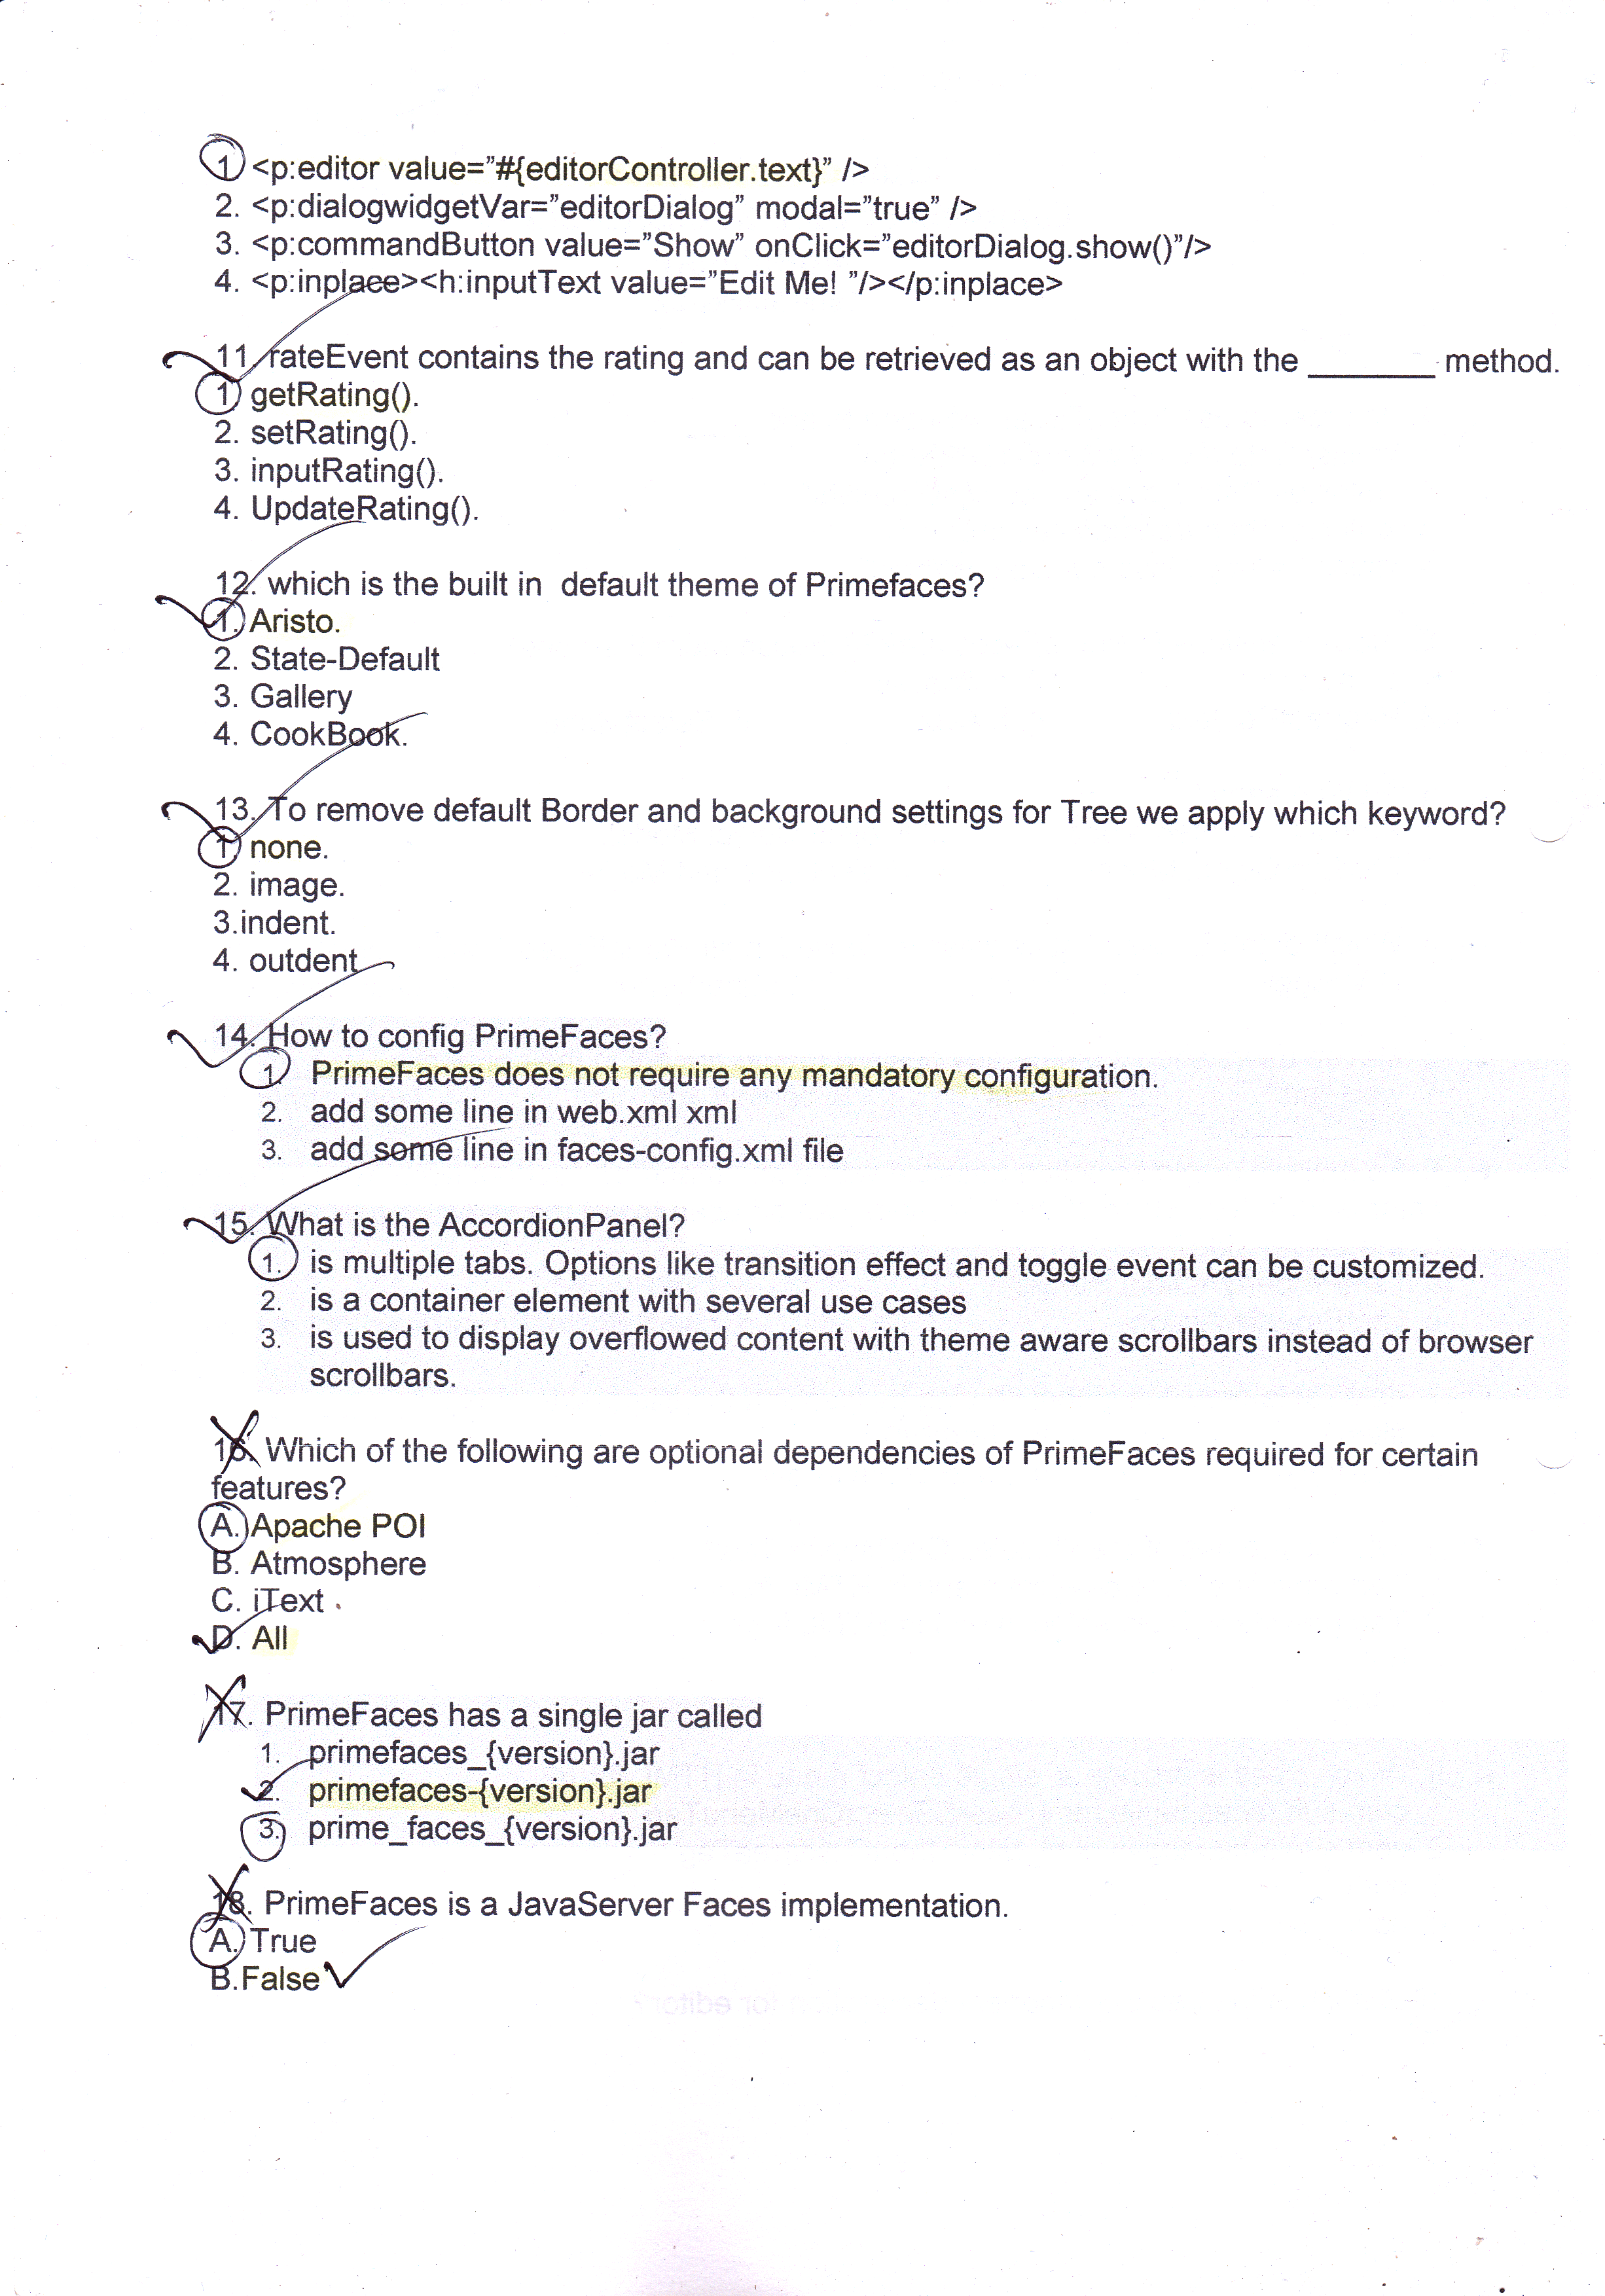 1 <p:editor value=”#{editorController.text}” />
2. <p:dialogwidgetVar=”editorDialog” modal=”true” />
3. <p:commandButton value=”Show” onClick=”editorDialog.show()”/>
4. <p:inplace><h:inputText value=”Edit Me! ”/></p:inplace>
11. rateEvent contains the rating and can be retrieved as an object with the _______ method.
1 getRating().
2. setRating().
3. inputRating().
4. UpdateRating().
12. which is the built in default theme of Primefaces?
1. Aristo.
2. State-Default
3. Gallery
4. CookBook.
13. To remove default Border and background settings for Tree we apply which keyword?
1. none.
2. image.
3.indent.
4. outdent
14. How to config PrimeFaces?
1. PrimeFaces does not require any mandatory configuration.
2. add some line in web.xml xml
3. add some line in faces-config.xml file
15. What is the AccordionPanel?
1. is multiple tabs. Options like transition effect and toggle event can be customized.
2. is a container element with several use cases
3. is used to display overflowed content with theme aware scrollbars instead of browser
scrollbars.
16. Which of the following are optional dependencies of PrimeFaces required for certain
features?
A. Apache POI
B. Atmosphere
C. iText
D. All
17. PrimeFaces has a single jar called
1. primefaces_{version}.jar
2. primefaces-{version}.jar
3. prime_faces_{version}.jar
18. PrimeFaces is a JavaServer Faces implementation.
A. True
B.False